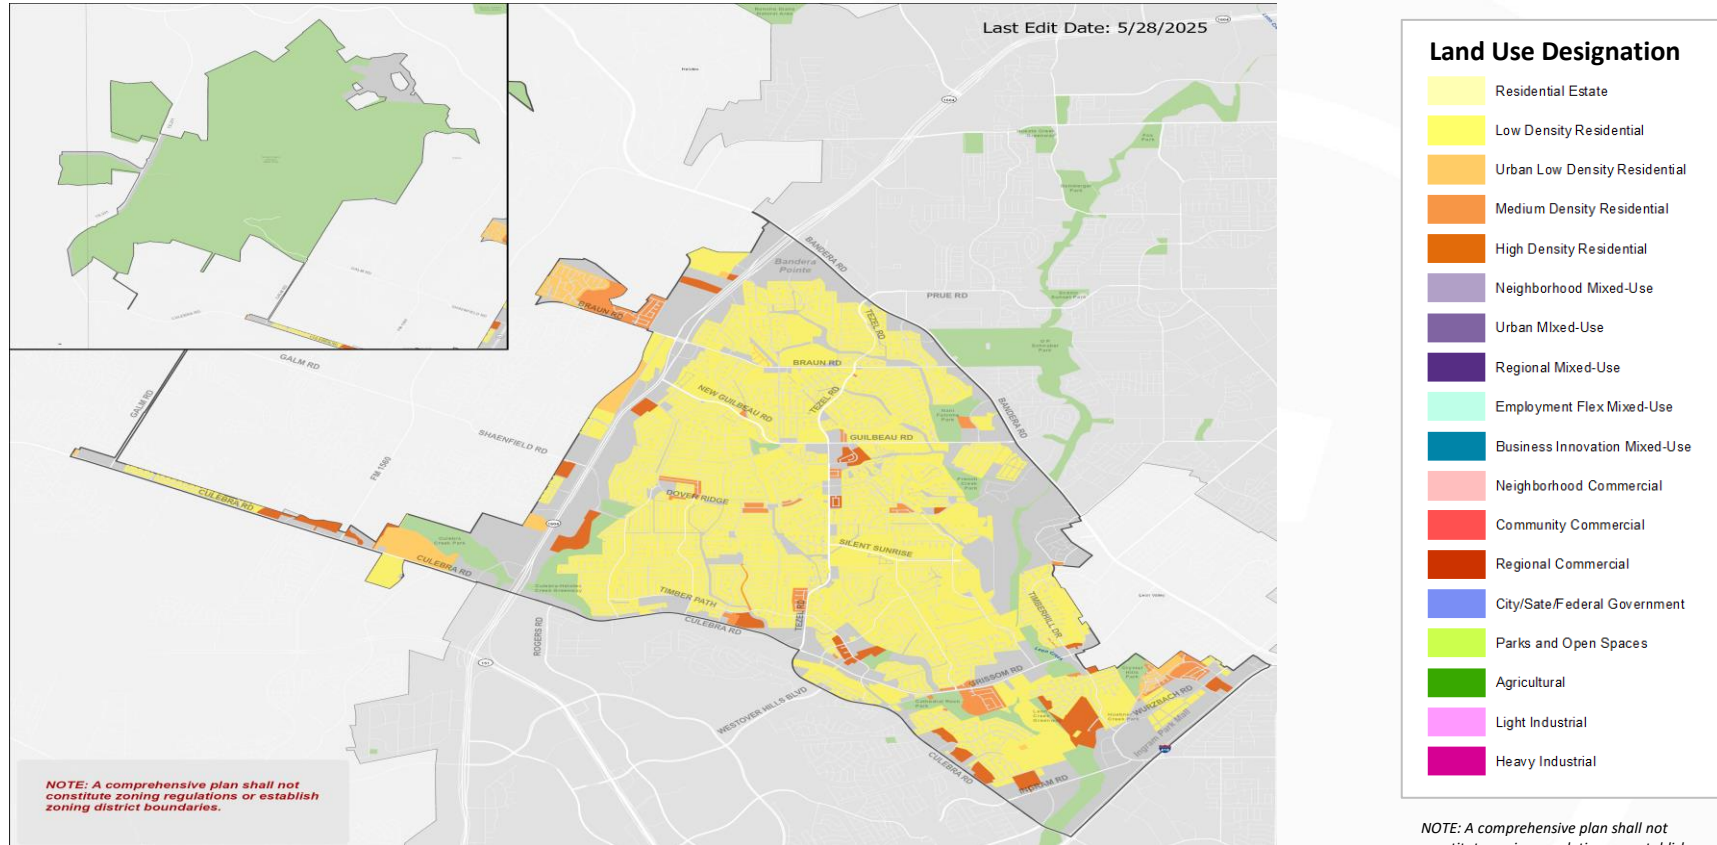 Last Edit Date: 5/28/2025
BANDERA RD
Bandera
Pointe
PRUE RD
TEZEL RD
BRAUN RD
BRAUN RD
NEW GUILBEAU RD
TEZEL RD
GUILBEAU RD
BANDERA RD
GALM RD
GALM RD
SHAENFIELD RD
FM 1560
CULEBRA RD
DOVER RIDGE
SILENT SUNRISE
CULEBRA RD
TIMBER PATH
CULEBRA RD
TEZEL RD
ROGERS RD
TIMBERHILL DR
GRISSOM RD
WESTOVER HILLS BLVD
WURZBACH RD
Ingram Park Mall
CULEBRA RD
INGRAM RD
NOTE: A comprehensive plan shall not
constitute zoning regulations or establish
zoning district boundaries.
Land Use Designation
Residential Estate
Low Density Residential
Urban Low Density Residential
Medium Density Residential
High Density Residential
Neighborhood Mixed-Use
Urban MIxed-Use
Regional Mixed-Use
Employment Flex Mixed-Use
Business Innovation Mixed-Use
Neighborhood Commercial
Community Commercial
Regional Commercial
City/Sate/Federal Government
Parks and Open Spaces
Agricultural
Light Industrial
Heavy Industrial
NOTE: A comprehensive plan shall not